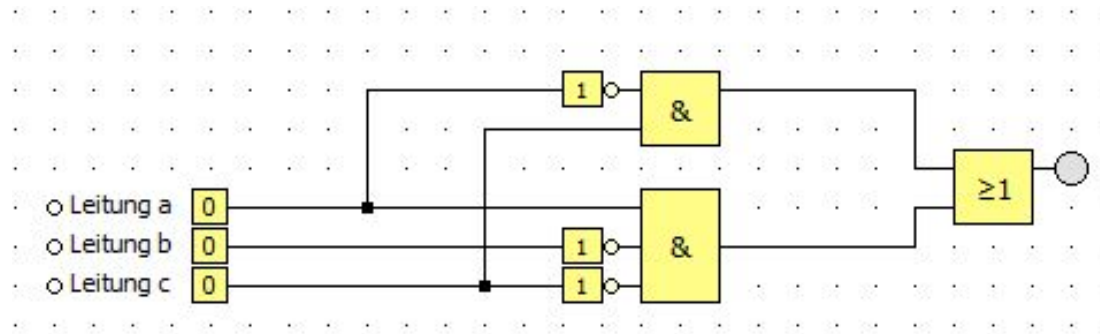 1
&
≥1
Leitung a 0
Leitung b 0 1 &
Leitung c 0 1